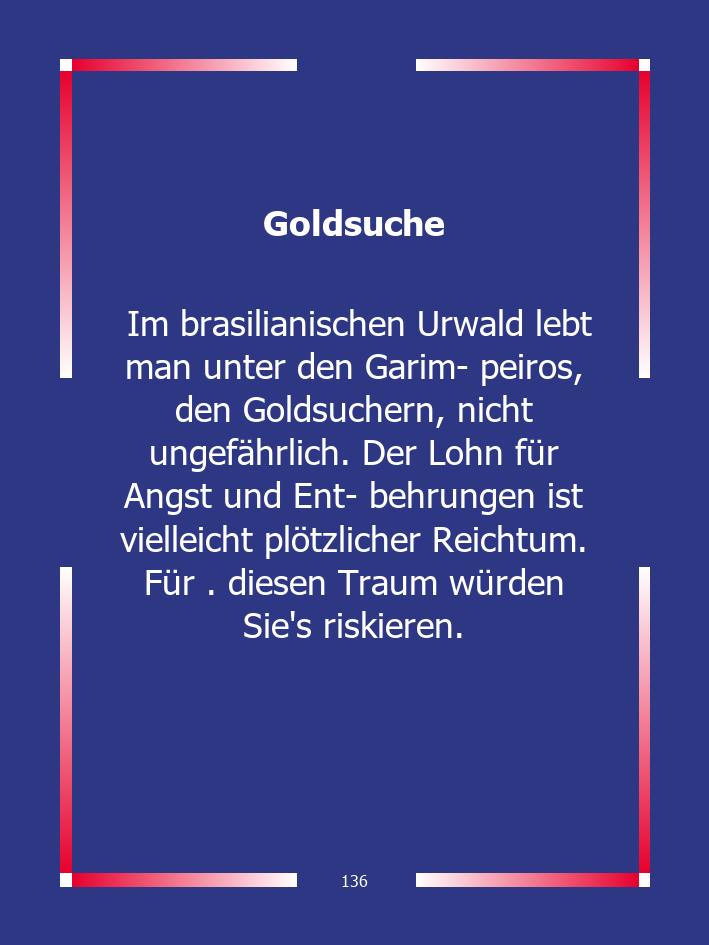 Goldsuche
Im brasilianischen Urwald lebt
man unter den Garim- peiros,
den Goldsuchern, nicht
ungefährlich. Der Lohn für
Angst und Ent- behrungen ist
vielleicht plötzlicher Reichtum.
Für . diesen Traum würden
Sie's riskieren.
136